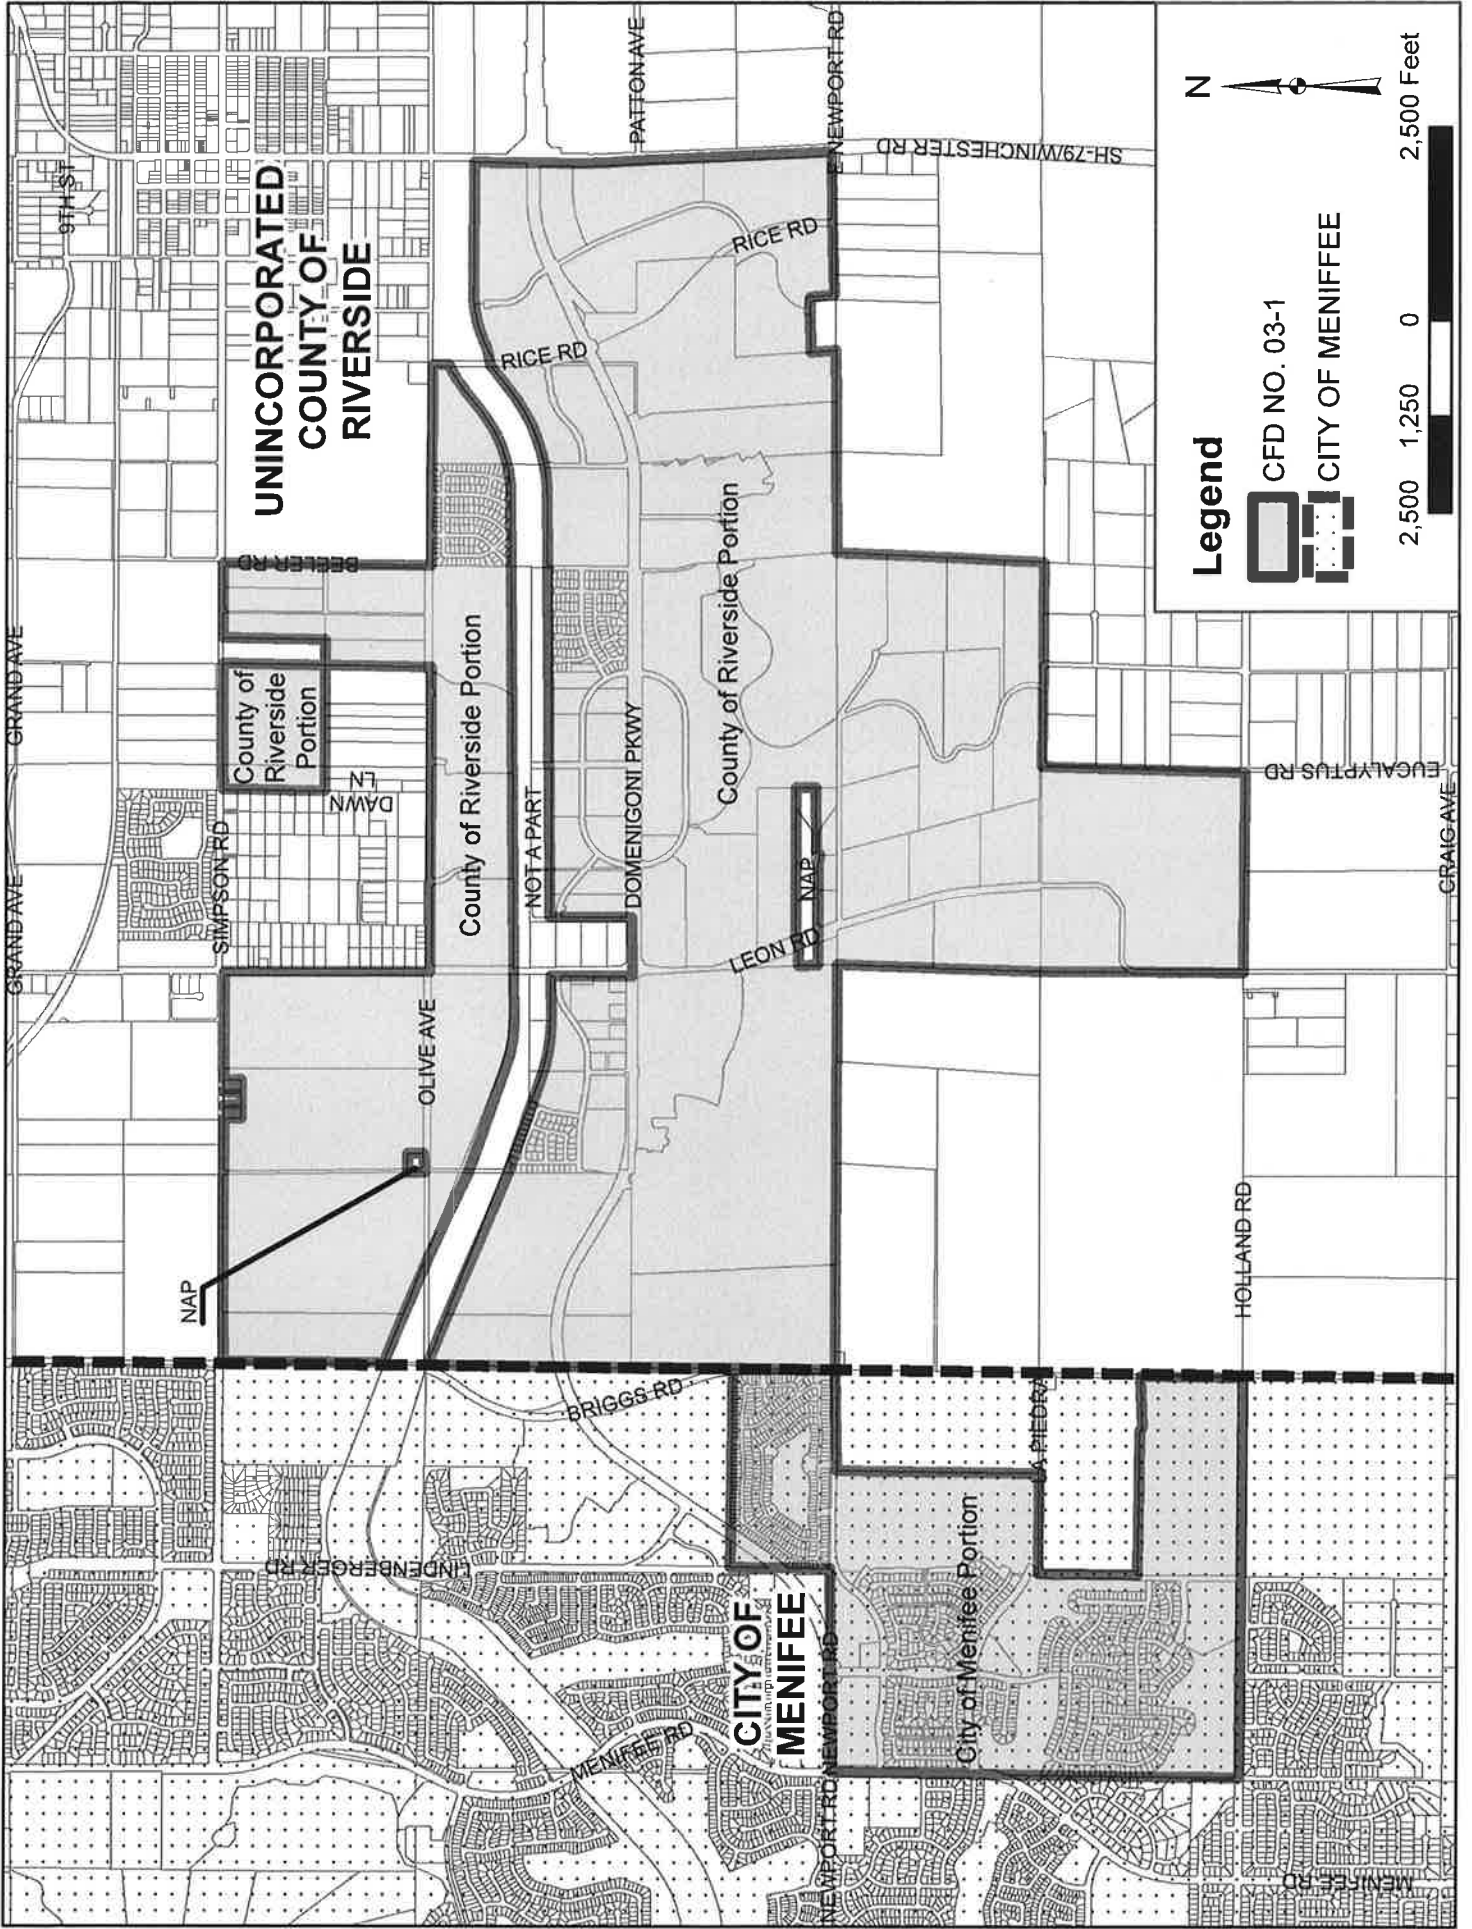 GRAND AVE
GRAND AVE
9TH ST
UNINCORPORATED
COUNTY OF
RIVERSIDE
NAP
SIMPSON RD
BEELER RD
County of
Riverside
Portion
DAWN
LN
OLIVE AVE
County of Riverside Portion
LINDENBERGER RD
RICE RD
NOT A PART
PATTON AVE
BRIGGS RD
DOMENIGONI PKWY
MENIFEE RD
RICE RD
County of Riverside Portion
LEON RD
NAP
CITY OF
MENIFEE
NEWPORT RD
NEWPORT RD
E NEWPORT RD
SH-79/WINCHESTER RD
City of Menifee Portion
LA PIEDRA
HOLLAND RD
EUCALYPTUS RD
CRAIG AVE
MENIFEE RD
Legend
CFD NO. 03-1
CITY OF MENIFFEE
N
2,500 1,250 0 2,500 Feet